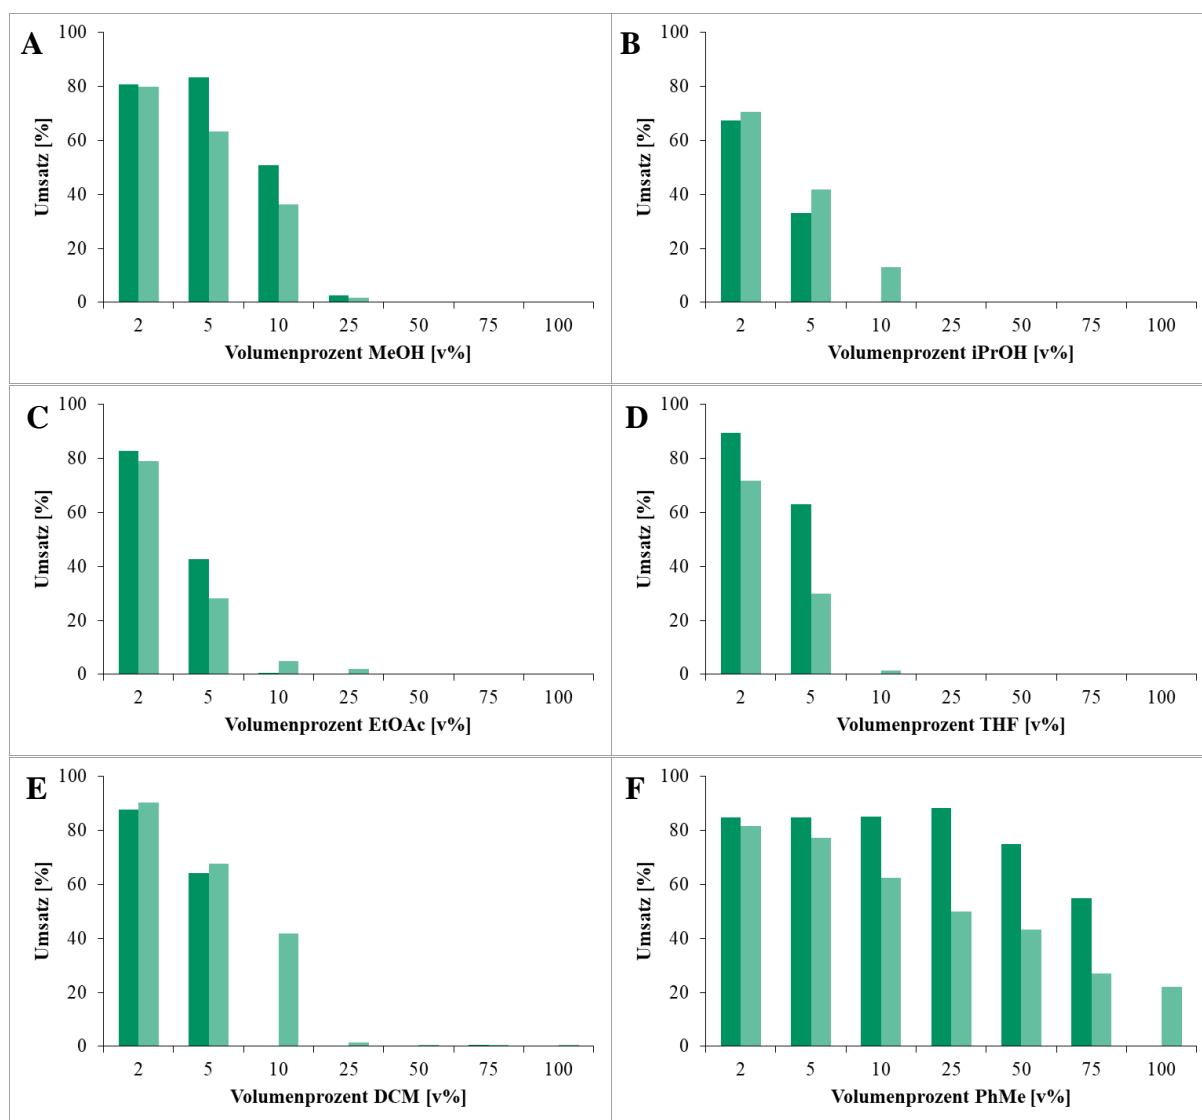 A
Umsatz [%]
100
80
60
40
20
0
2 5 10 25 50 75 100
Volumenprozent MeOH [v%]
B
Umsatz [%]
100
80
60
40
20
0
2 5 10 25 50 75 100
Volumenprozent iPrOH [v%]
C
Umsatz [%]
100
80
60
40
20
0
2 5 10 25 50 75 100
Volumenprozent EtOAc [v%]
D
Umsatz [%]
100
80
60
40
20
0
2 5 10 25 50 75 100
Volumenprozent THF [v%]
E
Umsatz [%]
100
80
60
40
20
0
2 5 10 25 50 75 100
Volumenprozent DCM [v%]
F
Umsatz [%]
100
80
60
40
20
0
2 5 10 25 50 75 100
Volumenprozent PhMe [v%]